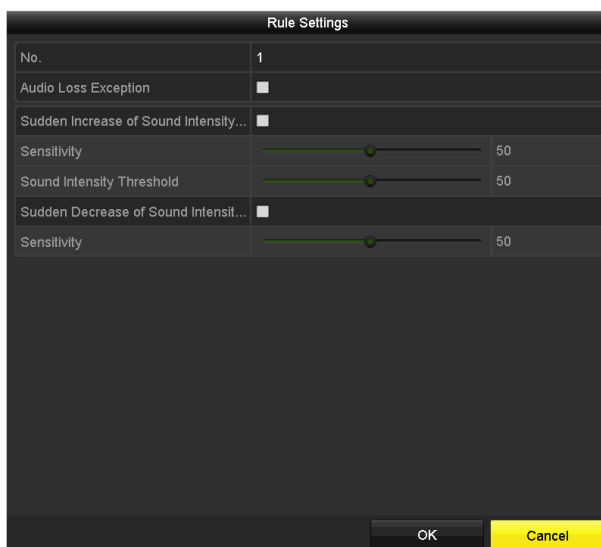 Rule Settings
No. 1
Audio Loss Exception
Sudden Increase of Sound Intensity...
Sensitivity 50
Sound Intensity Threshold 50
Sudden Decrease of Sound Intensit...
Sensitivity 50
OK Cancel